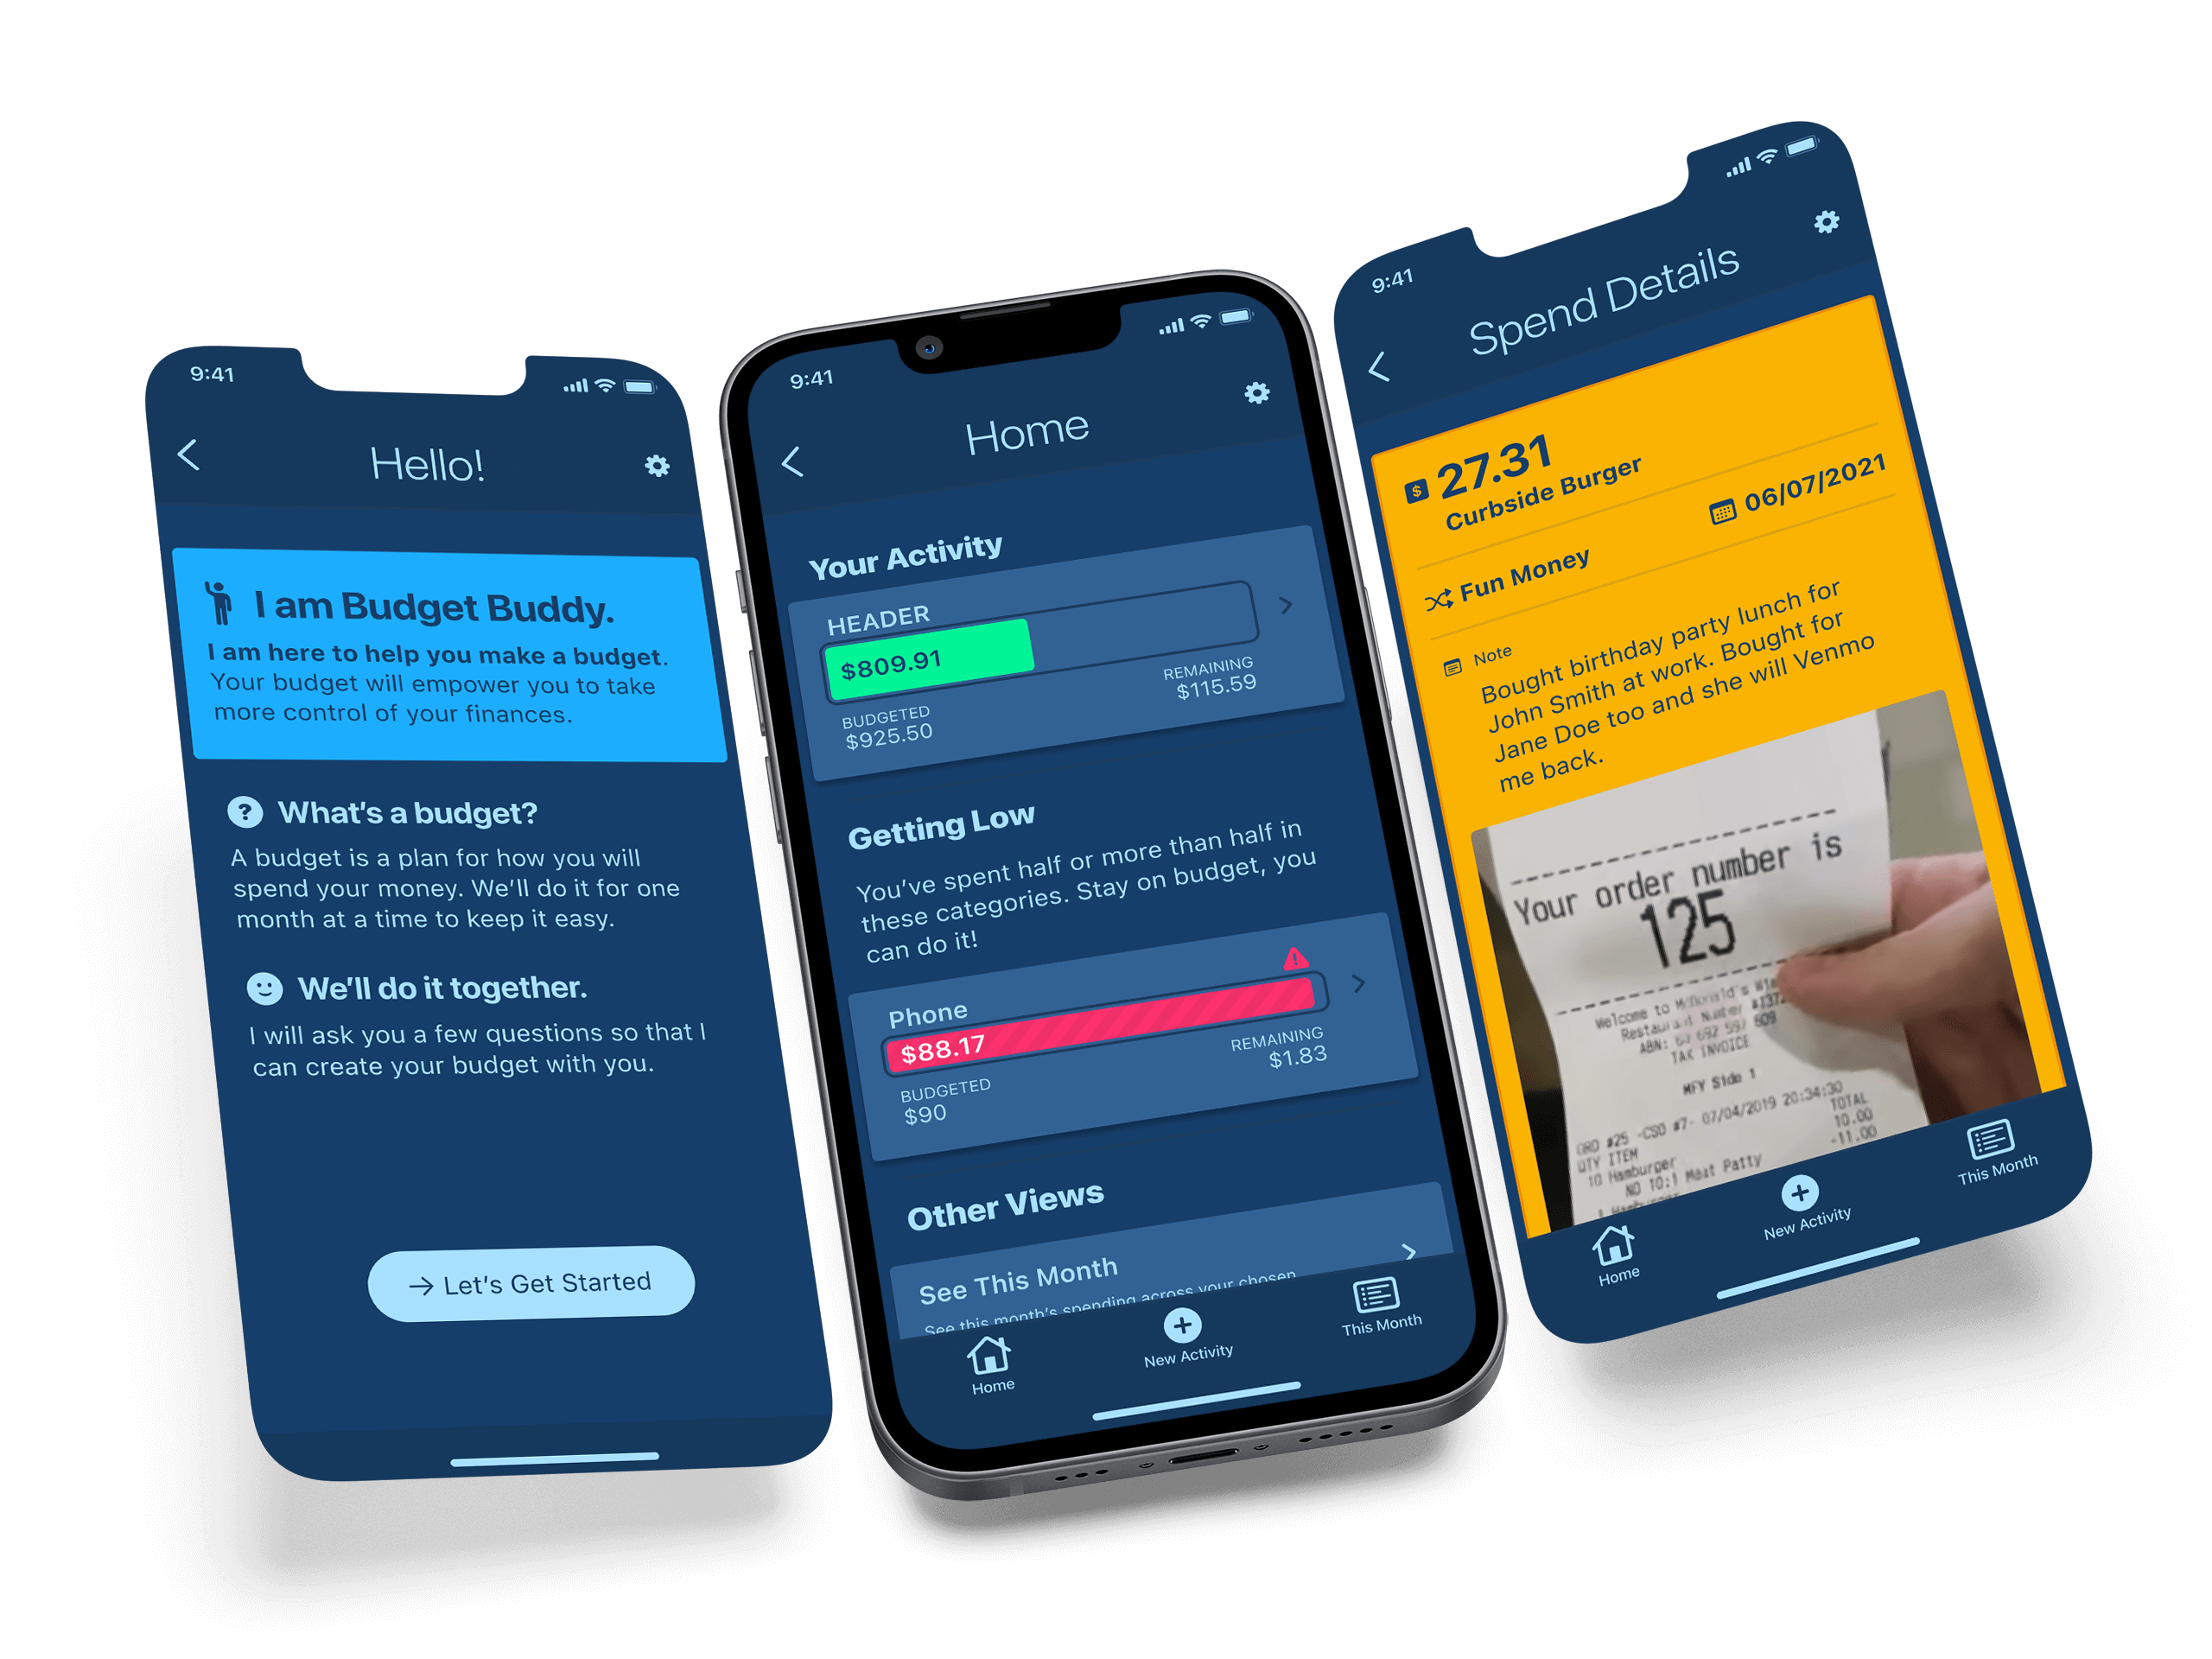 9:41
Hello!
I am Budget Buddy.
I am here to help you make a budget.
Your budget will empower you to take
more control of your finances.
What's a budget?
A budget is a plan for how you will
spend your money. We'll do it for one
month at a time to keep it easy.
We'll do it together.
I will ask you a few questions so that I
can create your budget with you.
Let's Get Started
9:41
Home
Your Activity
HEADER
$809.91
BUDGETED
$925.50
REMAINING
$115.59
Getting Low
You've spent half or more than half in
these categories. Stay on budget, you
can do it!
Phone
$88.17
BUDGETED
$90
REMAINING
$1.83
Other Views
See This Month
See this month's spending across your chosen
Home
New Activity
This Month
9:41
Spend Details
$ 27.31
Curbside Burger
06/07/2021
Fun Money
Note
Bought birthday party lunch for
John Smith at work. Bought for
Jane Doe too and she will Venmo
me back.
Your order number is
125
Welcome to McDonald's
Restaurant Number
ABN:
TAX INVOICE
MFY Side 1
ORD #25 -CSO #7- 07/04/2019 20:34:30
QTY ITEM TOTAL
10 Hamburger 10.00
NO 10:1 Meat Patty -11.00
Home
New Activity
This Month